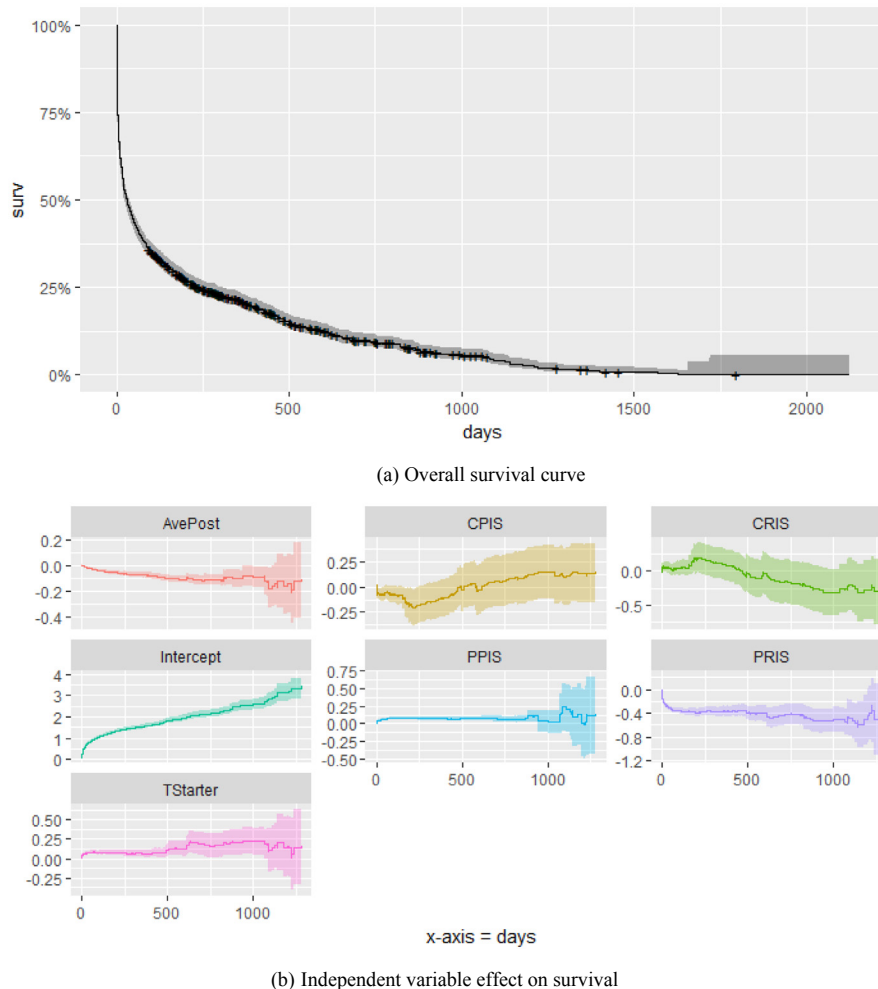 100%
75%
50%
25%
0%
surv
0 500 1000 1500 2000
days
(a) Overall survival curve
AvePost CPIS CRIS
0.2
0.0
-0.2
-0.4
0.25
0.00
-0.25
0.0
-0.5
Intercept PPIS PRIS
4
3
2
1
0
0.75
0.50
0.25
0.00
-0.25
-0.50
0.0
-0.4
-0.8
-1.2
0 500 1000
0 500 1000
TStarter
0.50
0.25
0.00
-0.25
0 500 1000
x-axis = days
(b) Independent variable effect on survival